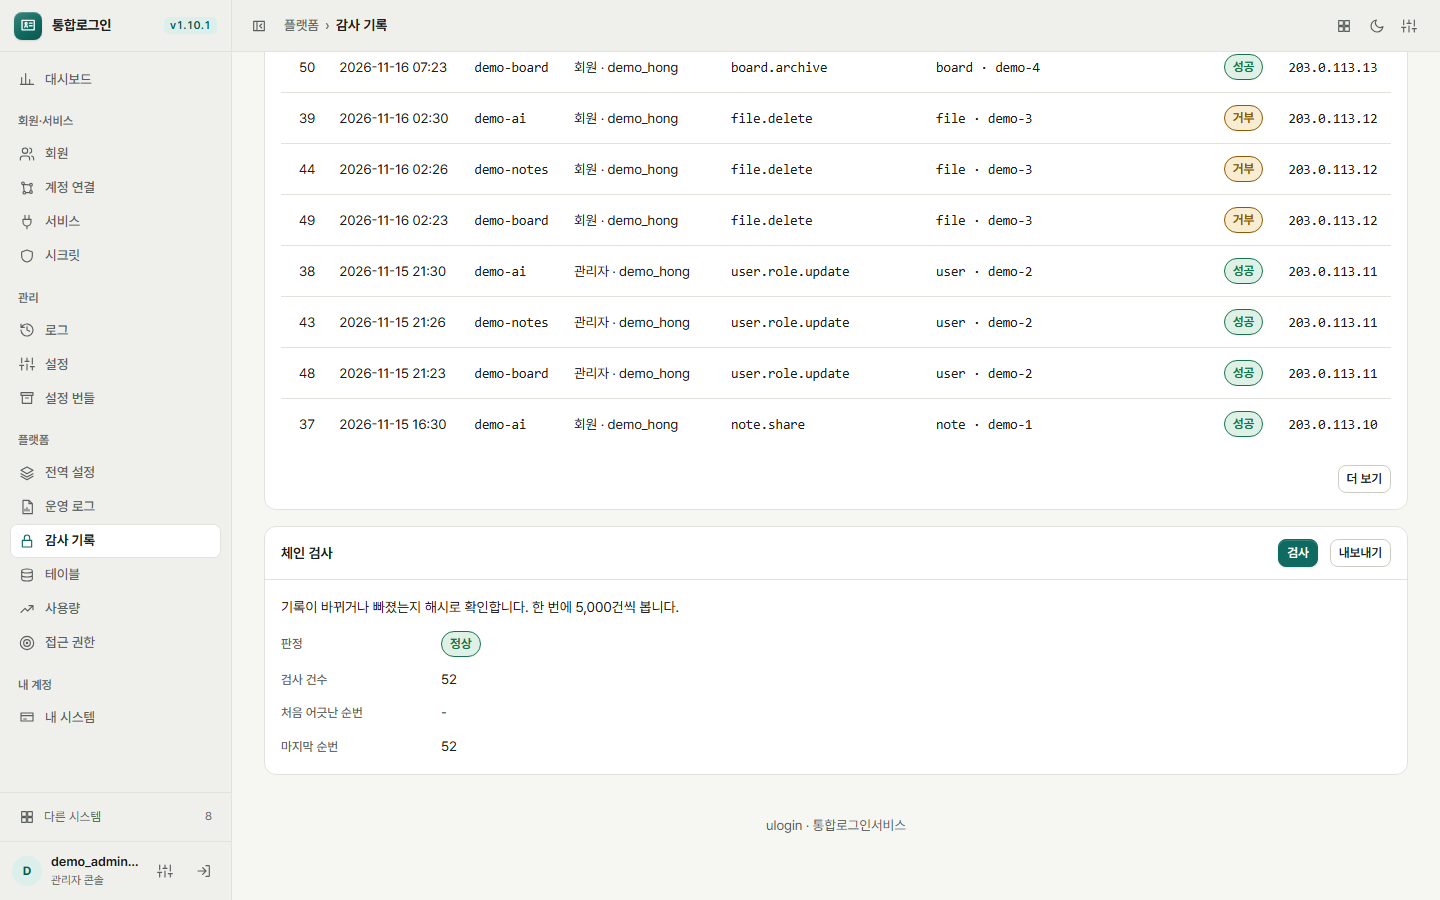 통합로그인 v1.10.1
대시보드
회원·서비스
회원
계정 연결
서비스
시크릿
관리
로그
설정
설정 번들
플랫폼
전역 설정
운영 로그
감사 기록
테이블
사용량
접근 권한
내 계정
내 시스템
다른 시스템 8
D demo_admin...
관리자 콘솔
플랫폼 › 감사 기록
50 2026-11-16 07:23 demo-board 회원 · demo_hong board.archive board · demo-4 성공 203.0.113.13
39 2026-11-16 02:30 demo-ai 회원 · demo_hong file.delete file · demo-3 거부 203.0.113.12
44 2026-11-16 02:26 demo-notes 회원 · demo_hong file.delete file · demo-3 거부 203.0.113.12
49 2026-11-16 02:23 demo-board 회원 · demo_hong file.delete file · demo-3 거부 203.0.113.12
38 2026-11-15 21:30 demo-ai 관리자 · demo_hong user.role.update user · demo-2 성공 203.0.113.11
43 2026-11-15 21:26 demo-notes 관리자 · demo_hong user.role.update user · demo-2 성공 203.0.113.11
48 2026-11-15 21:23 demo-board 관리자 · demo_hong user.role.update user · demo-2 성공 203.0.113.11
37 2026-11-15 16:30 demo-ai 회원 · demo_hong note.share note · demo-1 성공 203.0.113.10
더 보기
체인 검사 검사 내보내기
기록이 바뀌거나 빠졌는지 해시로 확인합니다. 한 번에 5,000건씩 봅니다.
판정 정상
검사 건수 52
처음 어긋난 순번 -
마지막 순번 52
ulogin · 통합로그인서비스